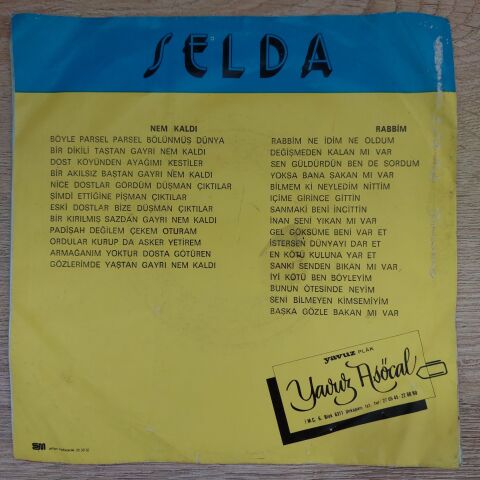 SELDA
NEM KALDI
BÖYLE PARSEL PARSEL BÖLÜNMÜŞ DÜNYA
BİR DİKİLİ TAŞTAN GAYRI NEM KALDI
DOST KÖYÜNDEN AYAĞIMI KESTİLER
BİR AKILSIZ BAŞTAN GAYRI NEM KALDI
NİCE DOSTLAR GÖRDÜM DÜŞMAN ÇIKTILAR
ŞİMDİ ETTİĞİNE PİŞMAN ÇIKTILAR
ESKİ DOSTLAR BİZE DÜŞMAN ÇIKTILAR
BİR KIRILMIŞ SAZDAN GAYRI NEM KALDI
PADİŞAH DEĞİLEM ÇEKEM OTURAM
ORDULAR KURUP DA ASKER YETİREM
ARMAĞANIM YOKTUR DOSTA GÖTÜREN
GÖZLERİMDE YAŞTAN GAYRI NEM KALDI
RABBİM
RABBİM NE İDİM NE OLDUM
DEĞİŞMEDEN KALAN MI VAR
SEN GÜLDÜRDÜN BEN DE SORDUM
YOKSA BANA SAKAN MI VAR
BİLMEM Kİ NEYLEDİM NİTTİM
İÇİME GİRİNCE GİTTİN
SANMAKİ BENİ İNCİTTİN
İNAN SENİ YIKAN MI VAR
GEL GÖKSÜME BENİ VAR ET
İSTERSEN DÜNYAYI DAR ET
EN KÖTÜ KULUNA YAR ET
SANKİ SENDEN BIKAN MI VAR
İYİ KÖTÜ BEN BÖYLEYİM
BUNUN ÖTESİNDE NEYİM
SENİ BİLMEYEN KİMSEMİYİM
BAŞKA GÖZLE BAKAN MI VAR
yavuz PLAK
Yavuz Asöcal